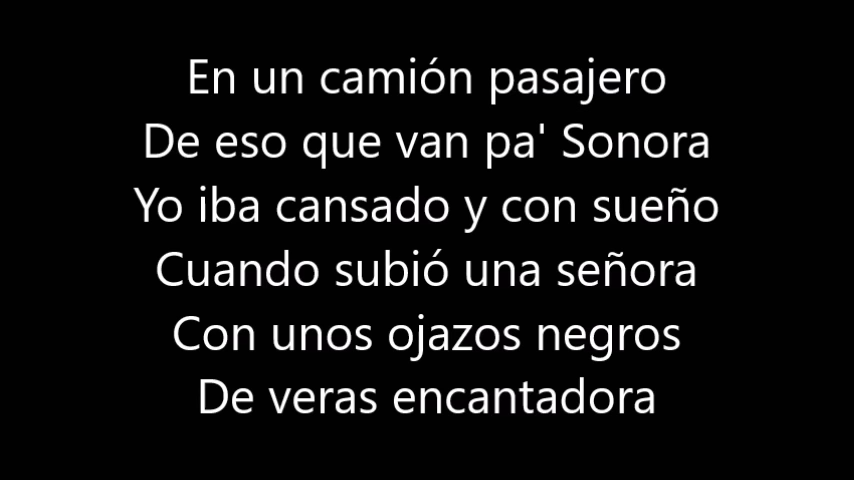 En un camión pasajero
De eso que van pa' Sonora
Yo iba cansado y con sueño
Cuando subió una señora
Con unos ojazos negros
De veras encantadora